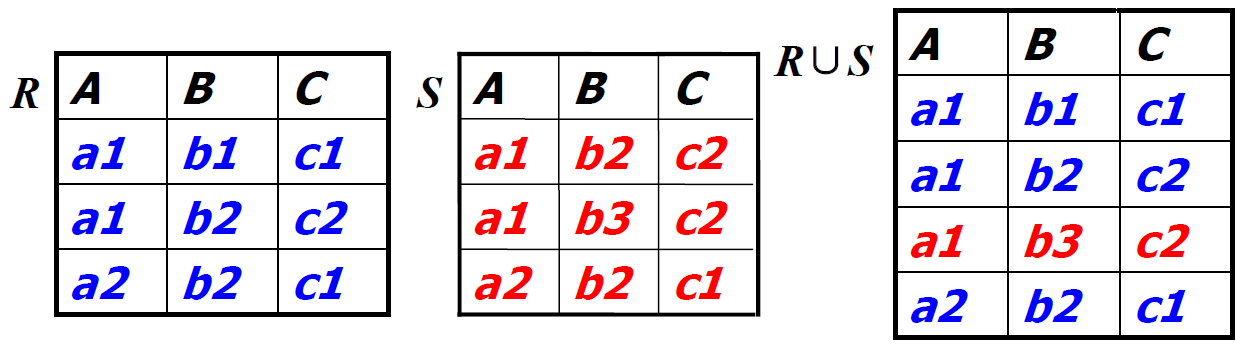 R
A B C
a1 b1 c1
a1 b2 c2
a2 b2 c1
S
A B C
a1 b2 c2
a1 b3 c2
a2 b2 c1
R∪S
A B C
a1 b1 c1
a1 b2 c2
a1 b3 c2
a2 b2 c1